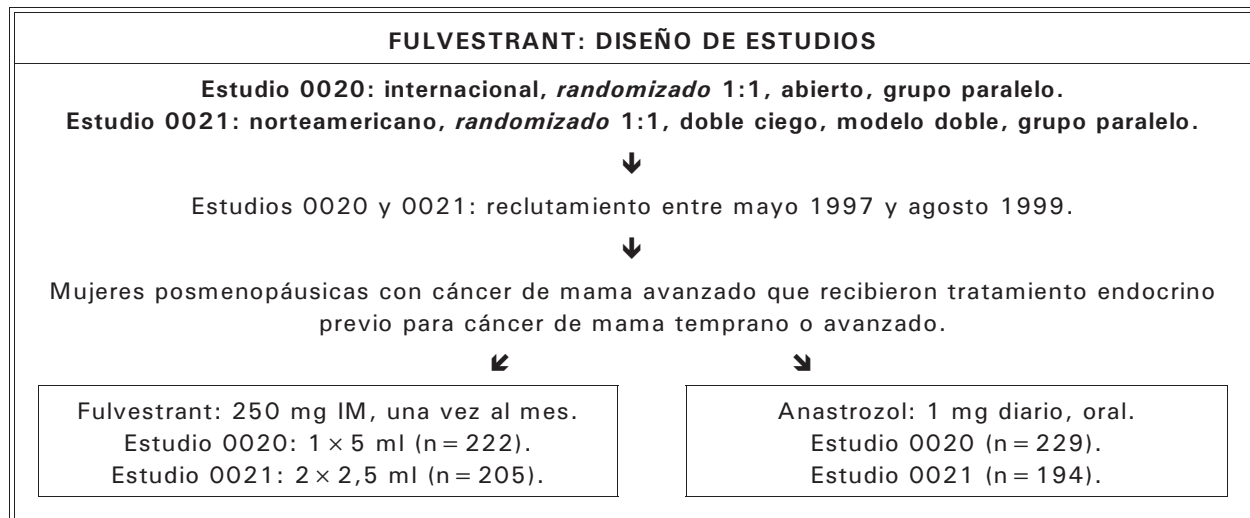 FULVESTRANT: DISEÑO DE ESTUDIOS
Estudio 0020: internacional, randomizado 1:1, abierto, grupo paralelo.
Estudio 0021: norteamericano, randomizado 1:1, doble ciego, modelo doble, grupo paralelo.
Estudios 0020 y 0021: reclutamiento entre mayo 1997 y agosto 1999.
Mujeres posmenopáusicas con cáncer de mama avanzado que recibieron tratamiento endocrino
previo para cáncer de mama temprano o avanzado.
Fulvestrant: 250 mg IM, una vez al mes.
Estudio 0020: 1 × 5 ml (n = 222).
Estudio 0021: 2 × 2,5 ml (n = 205).
Anastrozol: 1 mg diario, oral.
Estudio 0020 (n = 229).
Estudio 0021 (n = 194).